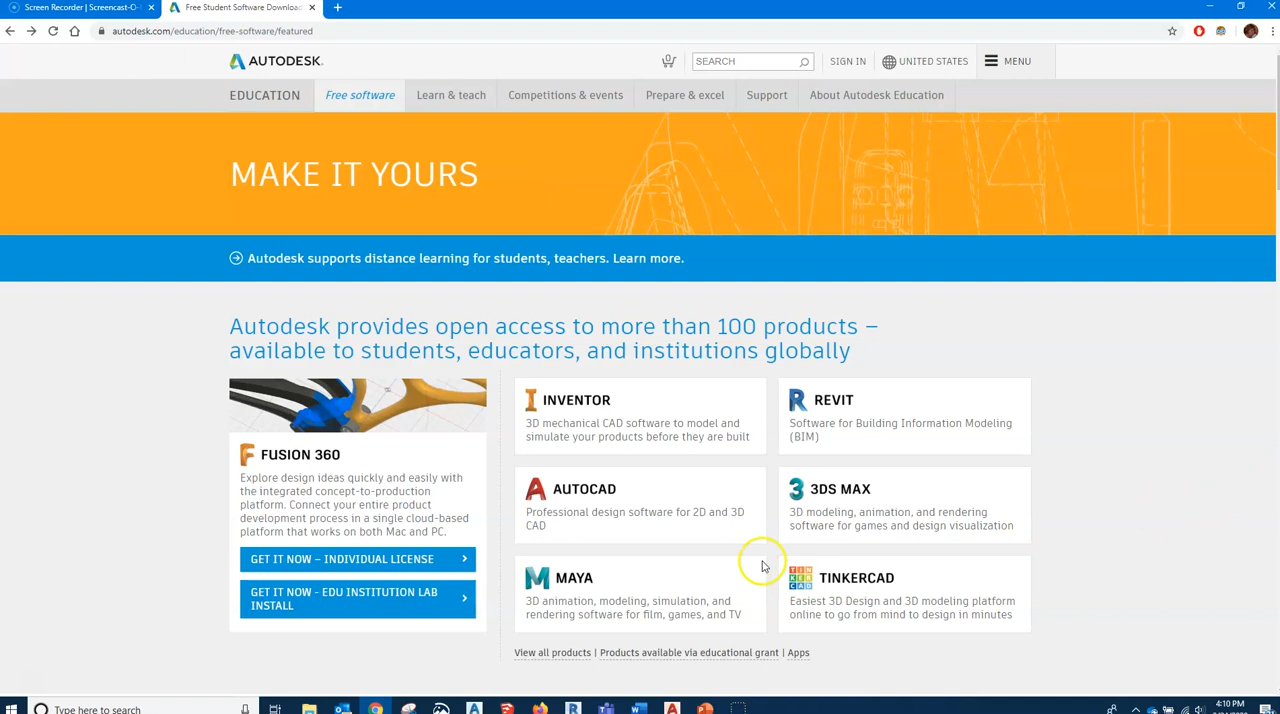 Screen Recorder | Screencast-O-
Free Student Software Download
autodesk.com/education/free-software/featured
AUTODESK.
SEARCH
SIGN IN
UNITED STATES
MENU
EDUCATION
Free software
Learn & teach
Competitions & events
Prepare & excel
Support
About Autodesk Education
MAKE IT YOURS
Autodesk supports distance learning for students, teachers. Learn more.
Autodesk provides open access to more than 100 products –
available to students, educators, and institutions globally
FUSION 360
Explore design ideas quickly and easily with
the integrated concept-to-production
platform. Connect your entire product
development process in a single cloud-based
platform that works on both Mac and PC.
GET IT NOW – INDIVIDUAL LICENSE
GET IT NOW - EDU INSTITUTION LAB
INSTALL
INVENTOR
3D mechanical CAD software to model and
simulate your products before they are built
REVIT
Software for Building Information Modeling
(BIM)
AUTOCAD
Professional design software for 2D and 3D
CAD
3DS MAX
3D modeling, animation, and rendering
software for games and design visualization
MAYA
3D animation, modeling, simulation, and
rendering software for film, games, and TV
TINKERCAD
Easiest 3D Design and 3D modeling platform
online to go from mind to design in minutes
View all products | Products available via educational grant | Apps
Type here to search
4:10 PM